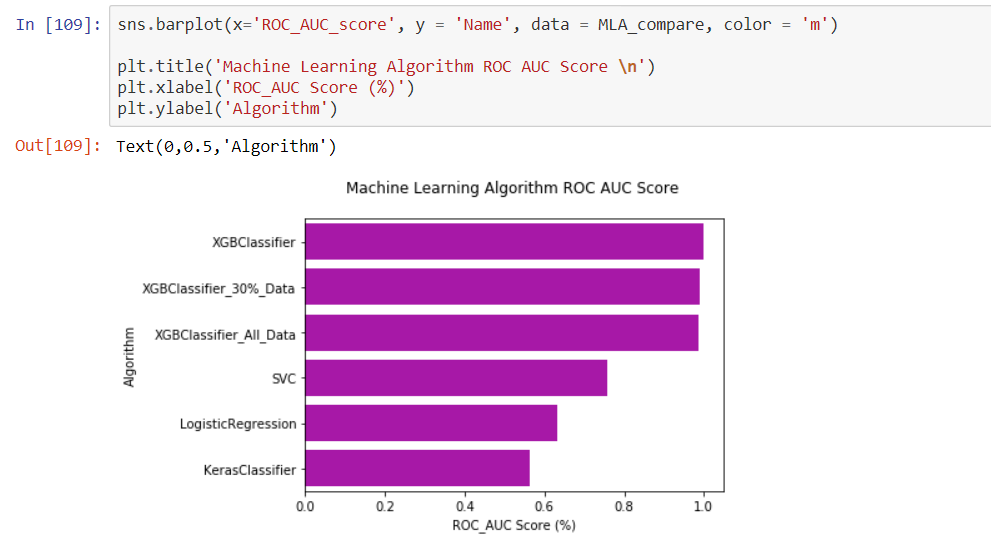 In [109]: sns.barplot(x='ROC_AUC_score', y = 'Name', data = MLA_compare, color = 'm')
plt.title('Machine Learning Algorithm ROC AUC Score \n')
plt.xlabel('ROC_AUC Score (%)')
plt.ylabel('Algorithm')
Out[109]: Text(0,0.5,'Algorithm')
Machine Learning Algorithm ROC AUC Score
XGBClassifier
XGBClassifier_30%_Data
XGBClassifier_All_Data
SVC
LogisticRegression
KerasClassifier
Algorithm
0.0 0.2 0.4 0.6 0.8 1.0
ROC_AUC Score (%)